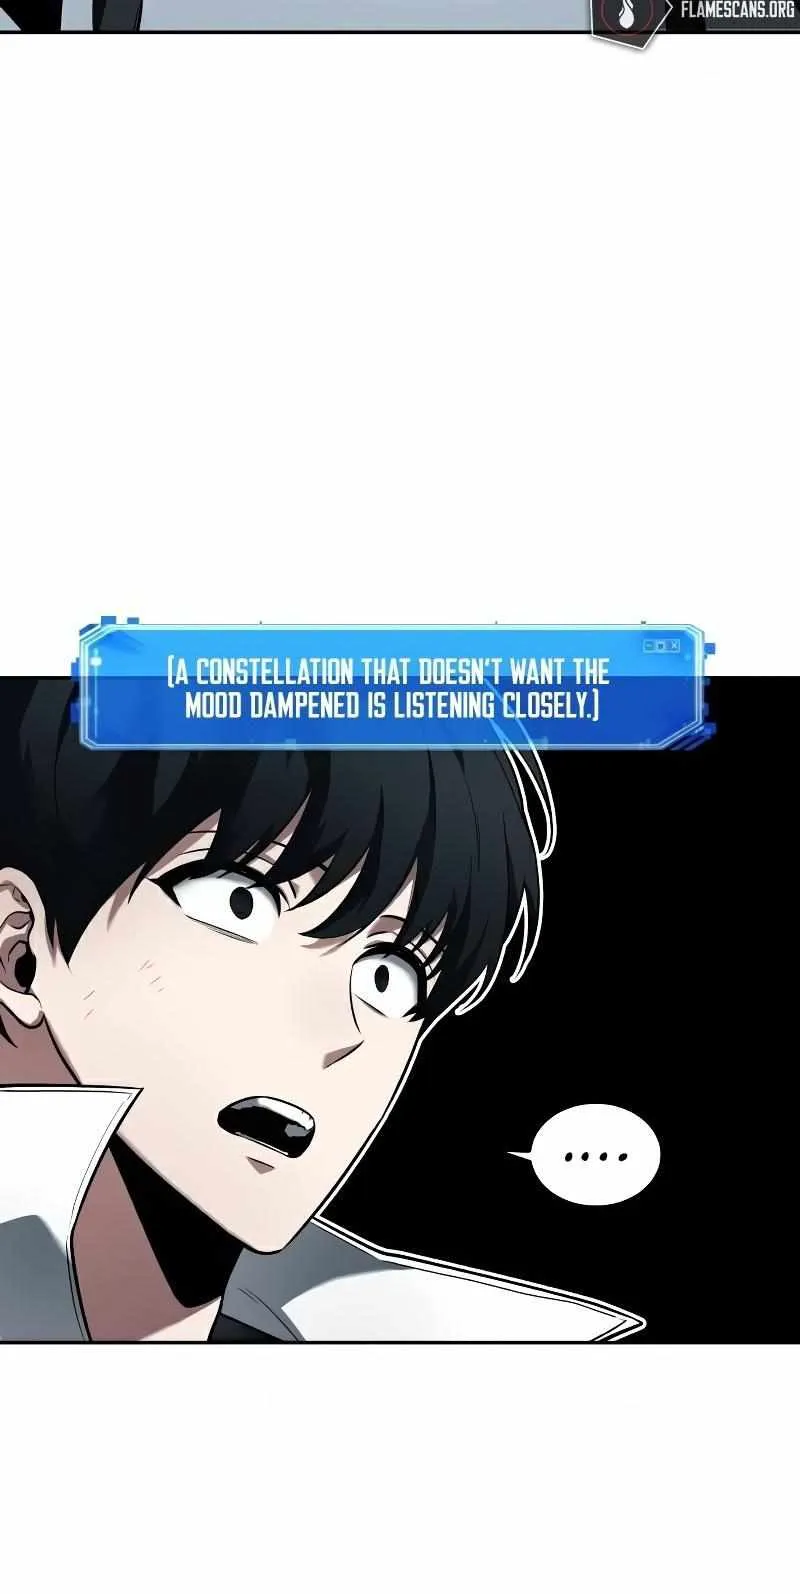 FLAMESCANS.ORG
[A CONSTELLATION THAT DOESN'T WANT THE
MOOD DAMPENED IS LISTENING CLOSELY.]
....